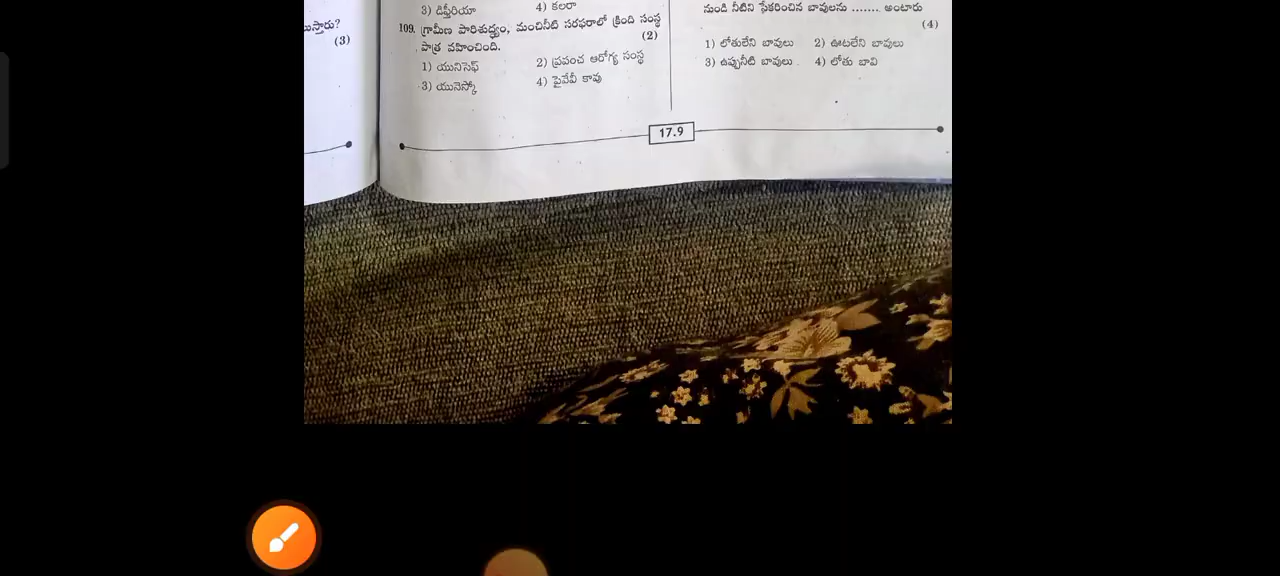 ుస్తారు?
(3)
3) డిఫ్తీరియా 4) కలరా
109. గ్రామీణ పారిశుద్ధ్యం, మంచినీటి సరఫరాలో క్రింది సంస్థ
పాత్ర వహించింది. (2)
1) యునిసెఫ్ 2) ప్రపంచ ఆరోగ్య సంస్థ
3) యునెస్కో 4) పైవేవీ కావు
నుండి నీటిని సేకరించిన బావులను ....... అంటారు
(4)
1) లోతులేని బావులు 2) ఊటలేని బావులు
3) ఉప్పునీటి బావులు 4) లోతు బావి
17.9